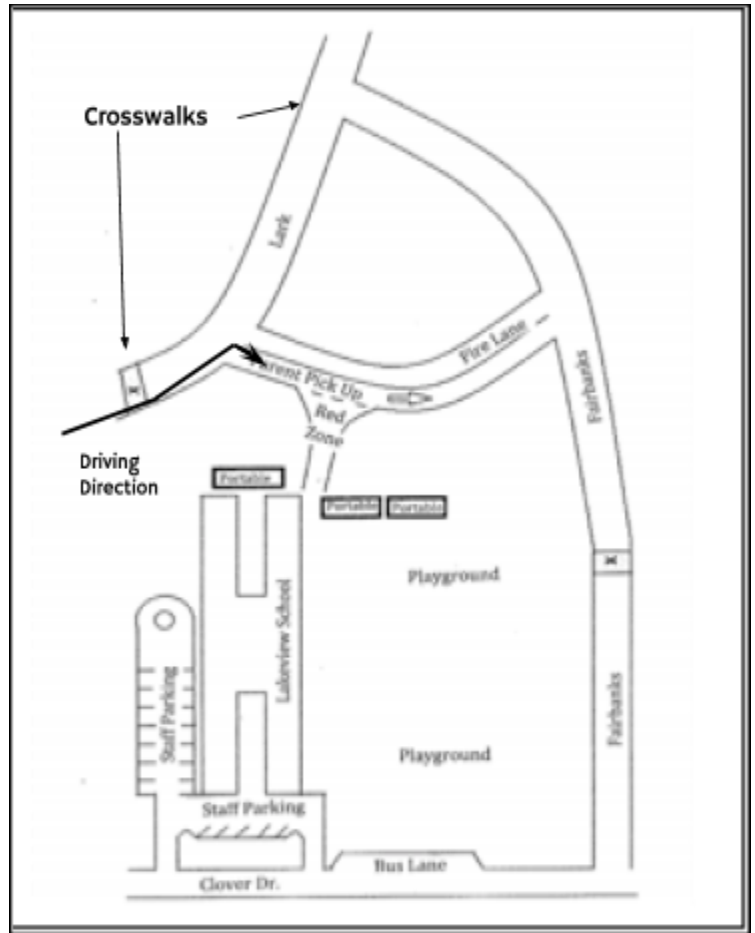 Crosswalks
Lark
Fire Lane
Parent Pick Up
Fairbanks
Red
Zone
Driving
Direction
Portable
Portable
Portable
Playground
Lakeview School
Staff Parking
Fairbanks
Playground
Staff Parking
Bus Lane
Clover Dr.